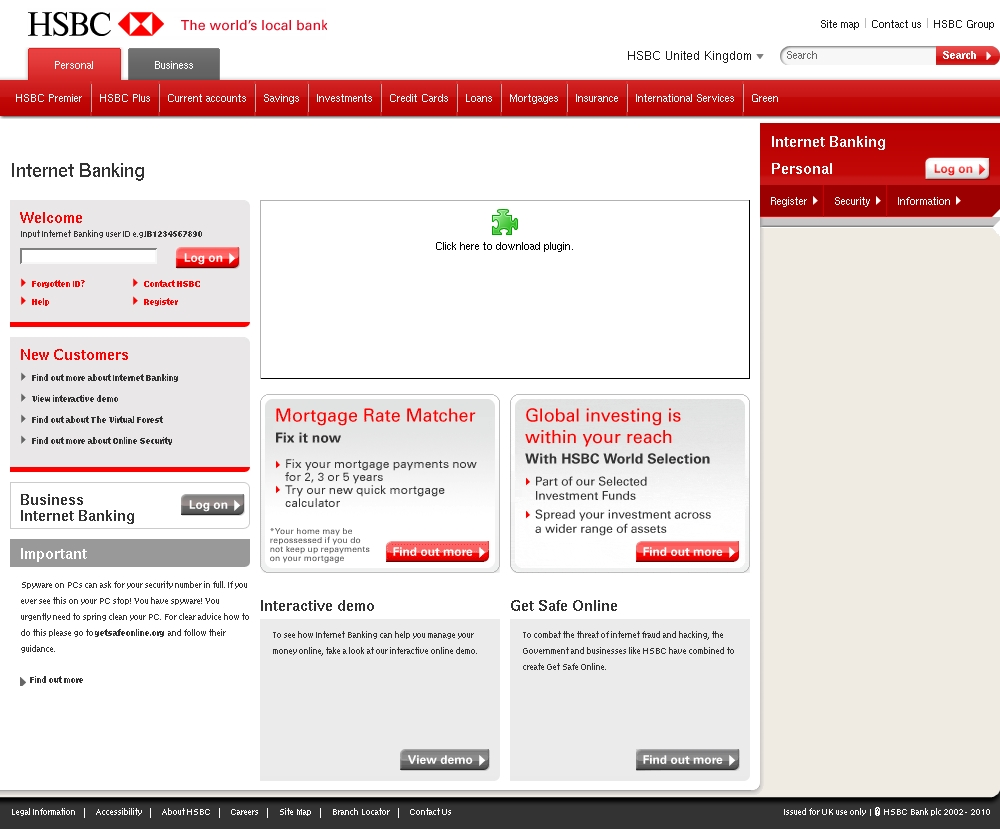 HSBC The world's local bank
Site map Contact us HSBC Group
Personal Business
HSBC United Kingdom Search Search
HSBC Premier HSBC Plus Current accounts Savings Investments Credit Cards Loans Mortgages Insurance International Services Green
Internet Banking
Welcome
Input Internet Banking user ID e.g.IB1234567890
Log on
Forgotten ID? Contact HSBC
Help Register
New Customers
Find out more about Internet Banking
View interactive demo
Find out about The Virtual Forest
Find out more about Online Security
Business
Internet Banking
Log on
Important
Spyware on PCs can ask for your security number in full. If you
ever see this on your PC stop! You have spyware! You
urgently need to spring clean your PC. For clear advice how to
do this please go to getsafeonline.org and follow their
guidance.
Find out more
Click here to download plugin.
Mortgage Rate Matcher
Fix it now
Fix your mortgage payments now
for 2, 3 or 5 years
Try our new quick mortgage
calculator
*Your home may be
repossessed if you do
not keep up repayments
on your mortgage
Find out more
Global investing is
within your reach
With HSBC World Selection
Part of our Selected
Investment Funds
Spread your investment across
a wider range of assets
Find out more
Interactive demo
To see how Internet Banking can help you manage your
money online, take a look at our interactive online demo.
View demo
Get Safe Online
To combat the threat of internet fraud and hacking, the
Government and businesses like HSBC have combined to
create Get Safe Online.
Find out more
Internet Banking
Personal
Log on
Register Security Information
Legal Information | Accessibility | About HSBC | Careers | Site Map | Branch Locator | Contact Us
Issued for UK use only | � HSBC Bank plc 2002 - 2010